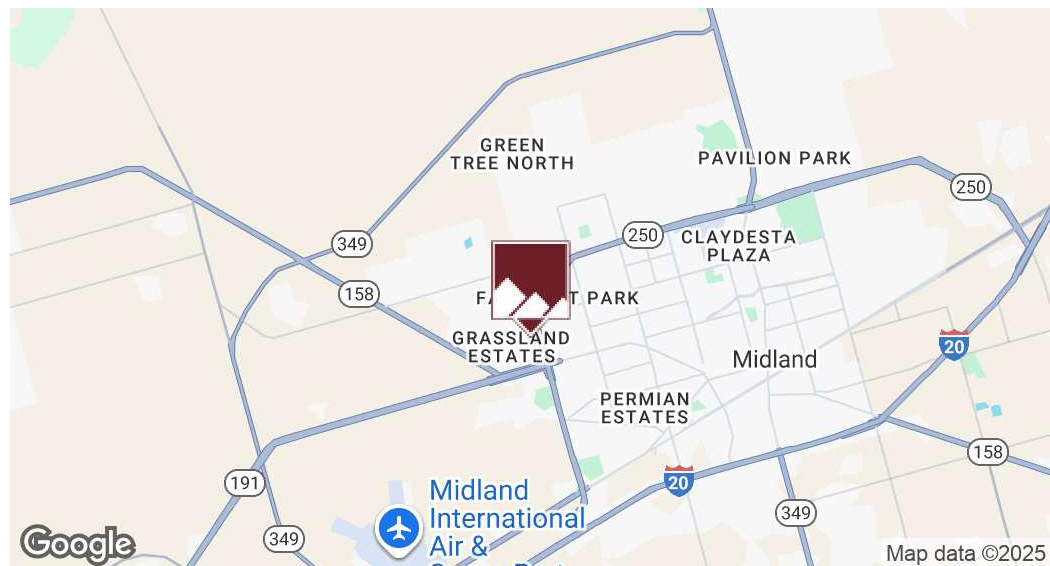 GREEN
TREE NORTH
PAVILION PARK
250
349
250
CLAYDESTA
PLAZA
158
PARK
GRASSLAND
ESTATES
20
Midland
PERMIAN
ESTATES
158
191
20
349
349
Midland
International
Air &
Google
Map data ©2025